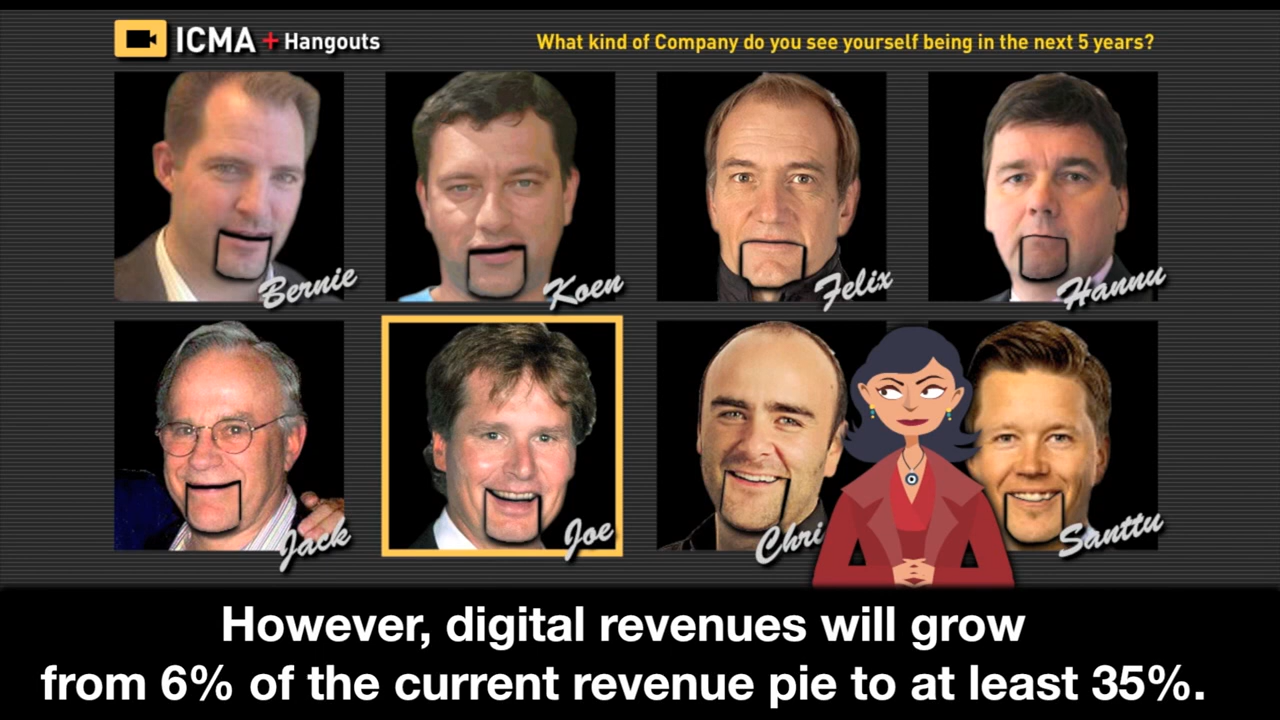 ICMA + Hangouts
What kind of Company do you see yourself being in the next 5 years?
Bernie
Koen
Felix
Hannu
Jack
Joe
Chri
Santtu
However, digital revenues will grow
from 6% of the current revenue pie to at least 35%.